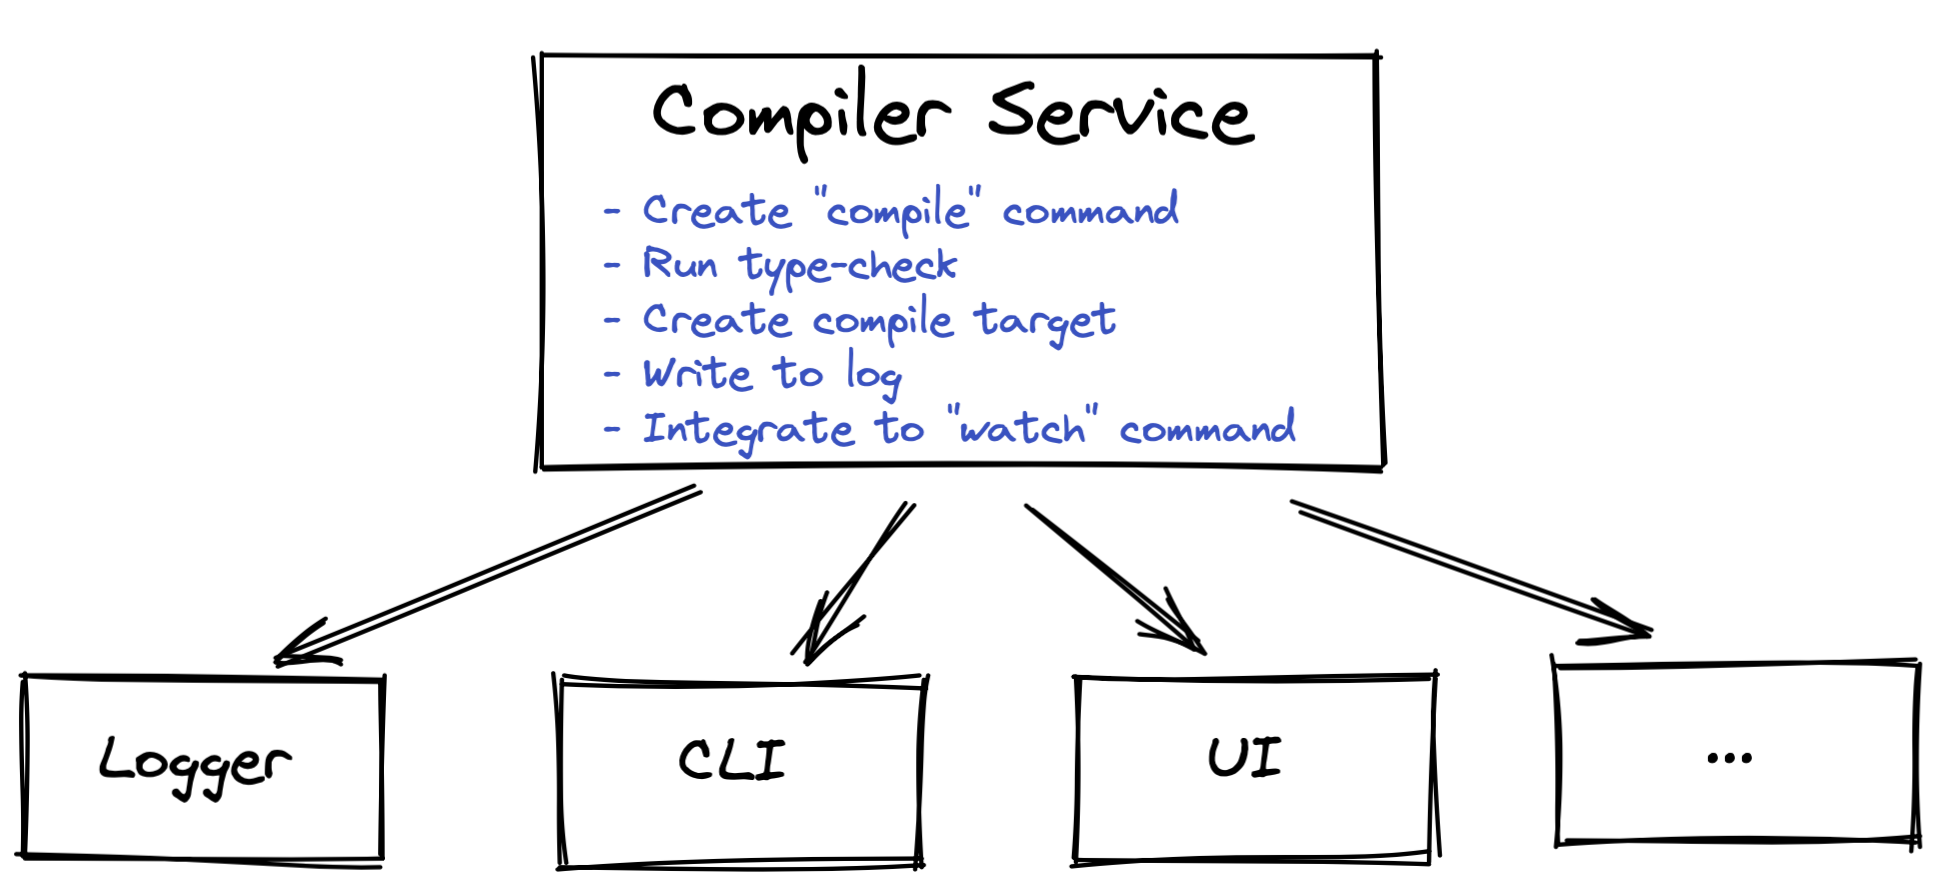 Compiler Service
- Create "compile" command
- Run type-check
- Create compile target
- Write to log
- Integrate to "watch" command
Logger
CLI
UI
...